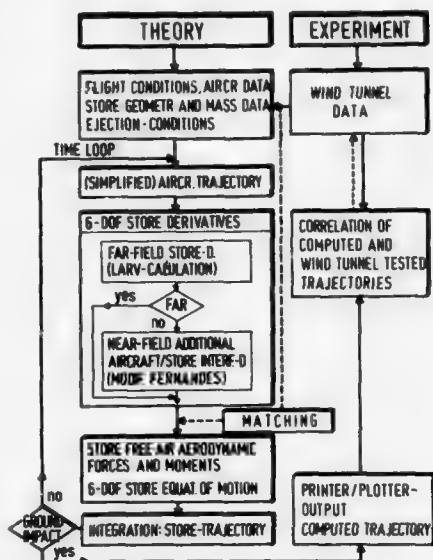 THEORY
EXPERIMENT
FLIGHT CONDITIONS, AIRCR DATA
STORE GEOMETR AND MASS DATA
EJECTION-CONDITIONS
WIND TUNNEL
DATA
TIME LOOP
(SIMPLIFIED) AIRCR. TRAJECTORY
6-DOF STORE DERIVATIVES
FAR-FIELD STORE-D.
(LARV-CALCULATION)
yes
FAR
no
NEAR-FIELD ADDITIONAL
AIRCRAFT/STORE INTERF-D
(MODIF FERNANDES)
CORRELATION OF
COMPUTED AND
WIND TUNNEL TESTED
TRAJECTORIES
MATCHING
STORE FREE-AIR AERODYNAMIC
FORCES AND MOMENTS
6-DOF STORE EQUAT. OF MOTION
no
GROUND
IMPACT
yes
INTEGRATION: STORE-TRAJECTORY
PRINTER/PLOTTER-
OUTPUT
COMPUTED TRAJECTORY